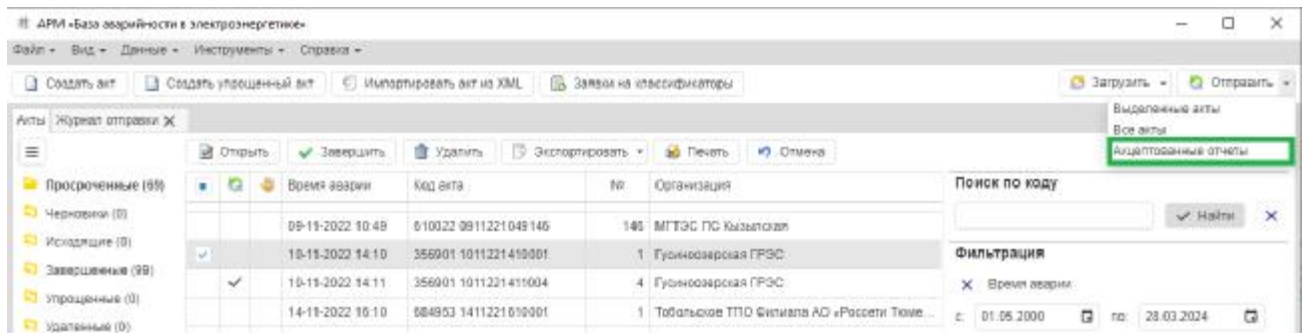 АРМ «База аварийности в электроэнергетике»
Файл Вид Данные Инструменты Справка
Создать акт Создать упрощенный акт Импортировать акт из XML Заявки на классификаторы Загрузить Отправить
Выделенные акты
Все акты
Акцептованные отчеты
Акты Журнал отправки
Открыть Завершить Удалить Экспортировать Печать Отмена
Просроченные (69)
Черновики (0)
Исходящие (0)
Завершенные (99)
Упрощенные (0)
Удаленные (0)
Время аварии Код акта № Организация
09-11-2022 10:49 610022 0911221049146 146 МГТЭС ПС Кызылская
10-11-2022 14:10 356901 1011221410001 1 Гусиноозерская ГРЭС
10-11-2022 14:11 356901 1011221411004 4 Гусиноозерская ГРЭС
14-11-2022 16:10 684953 1411221610001 1 Тобольское ТПО Филиала АО «Россети Тюме...
Поиск по коду
Найти
Фильтрация
Время аварии
с: 01.05.2000 по: 28.03.2024